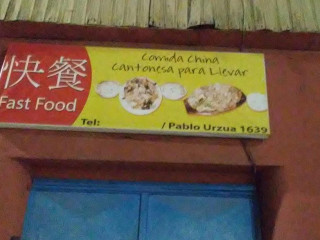 快餐
Fast Food
Comida China
Cantonesa para Llevar
Tel: / Pablo Urzua 1639